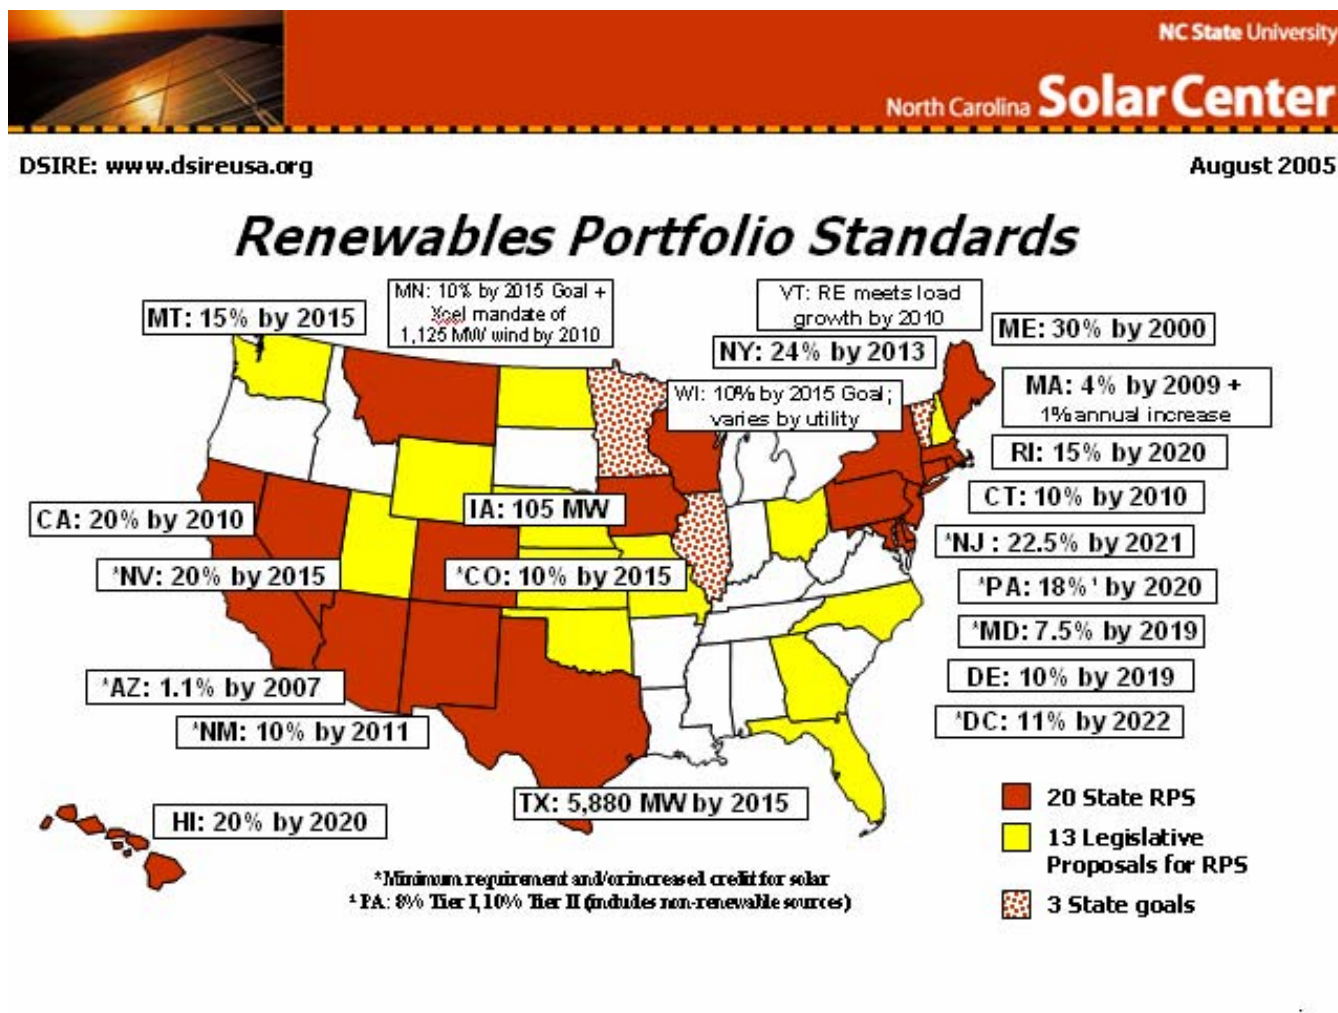 NC State University
North Carolina Solar Center
DSIRE: www.dsireusa.org
August 2005
Renewables Portfolio Standards
MT: 15% by 2015
MN: 10% by 2015 Goal +
Xcel mandate of
1,125 MW wind by 2010
VT: RE meets load
growth by 2010
NY: 24% by 2013
ME: 30% by 2000
WI: 10% by 2015 Goal;
varies by utility
MA: 4% by 2009 +
1% annual increase
RI: 15% by 2020
CA: 20% by 2010
IA: 105 MW
CT: 10% by 2010
*NJ : 22.5% by 2021
*NV: 20% by 2015
*CO: 10% by 2015
*PA: 18%¹ by 2020
*MD: 7.5% by 2019
*AZ: 1.1% by 2007
DE: 10% by 2019
*NM: 10% by 2011
*DC: 11% by 2022
TX: 5,880 MW by 2015
HI: 20% by 2020
20 State RPS
13 Legislative
Proposals for RPS
3 State goals
*Minimum requirement and/or increased credit for solar
¹ PA: 8% Tier I, 10% Tier II (includes non-renewable sources)